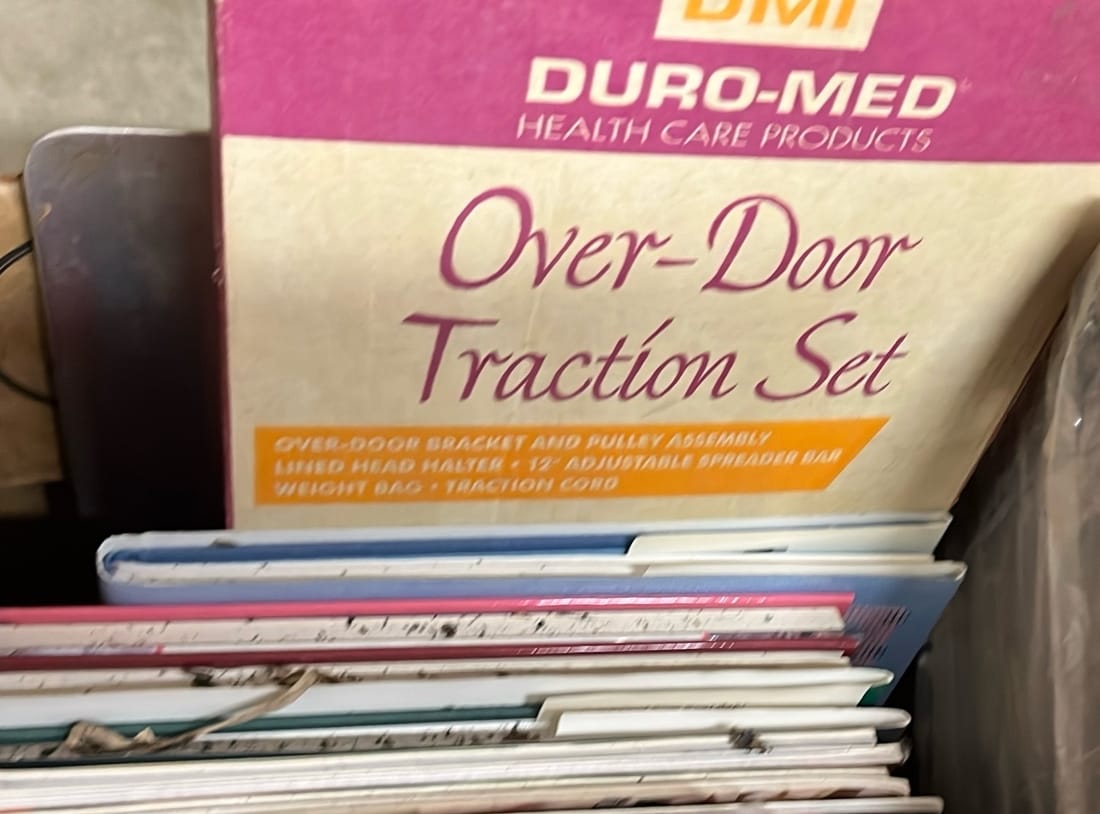 DMI
DURO-MED
HEALTH CARE PRODUCTS
Over-Door
Traction Set
OVER-DOOR BRACKET AND PULLEY ASSEMBLY
LINED HEAD HALTER • 12" ADJUSTABLE SPREADER BAR
WEIGHT BAG • TRACTION CORD